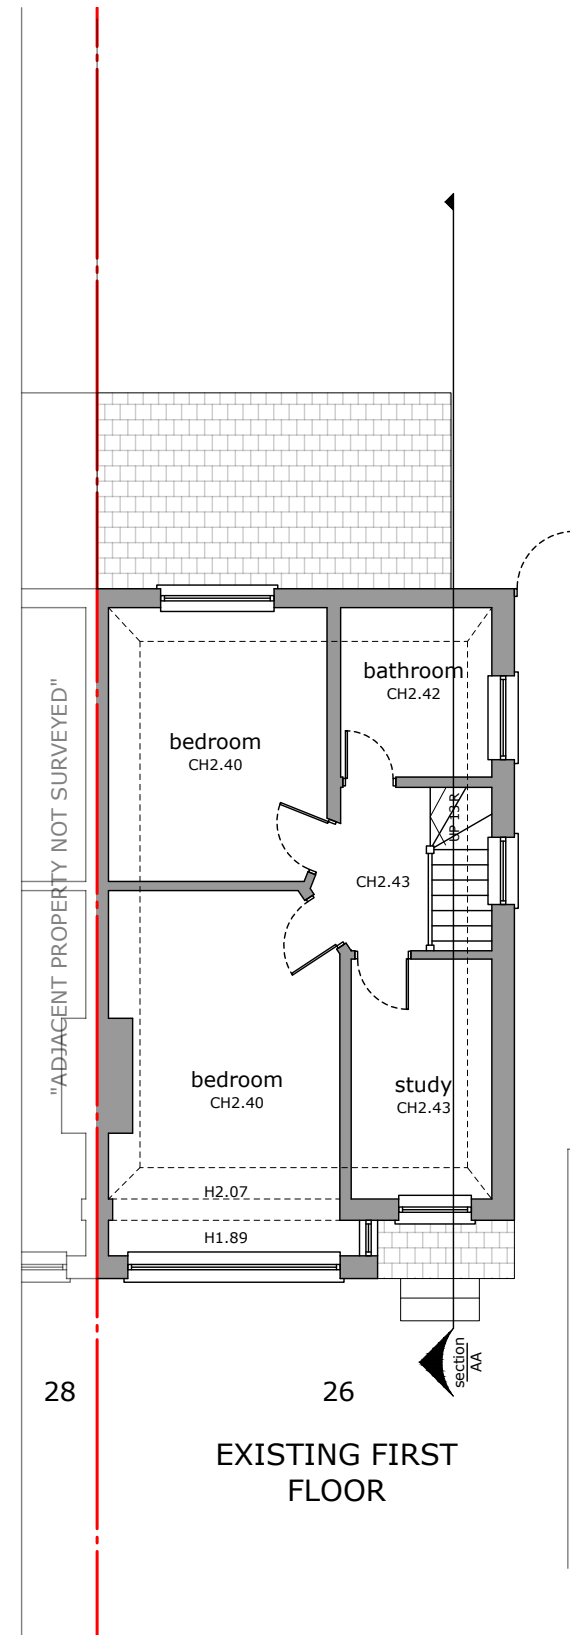 bathroom
CH2.42
bedroom
CH2.40
"ADJACENT PROPERTY NOT SURVEYED"
UP 13 R
CH2.43
bedroom
CH2.40
study
CH2.43
H2.07
H1.89
section
AA
28
26
EXISTING FIRST
FLOOR